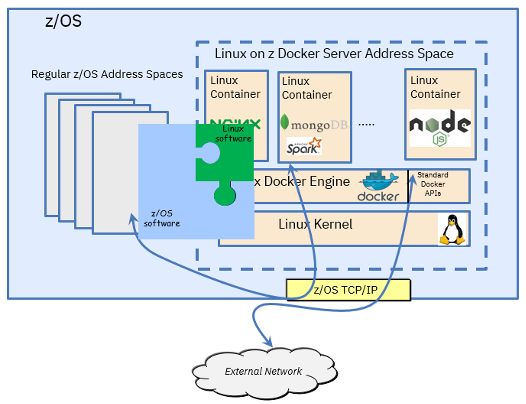 z/OS
Linux on z Docker Server Address Space
Regular z/OS Address Spaces
Linux
Container
Linux
Container
Linux
Container
NGINX
mongoDB
Spark
.....
node
JS
Linux
software
z/OS
software
x Docker Engine
docker
Standard
Docker
APIs
Linux Kernel
z/OS TCP/IP
External Network